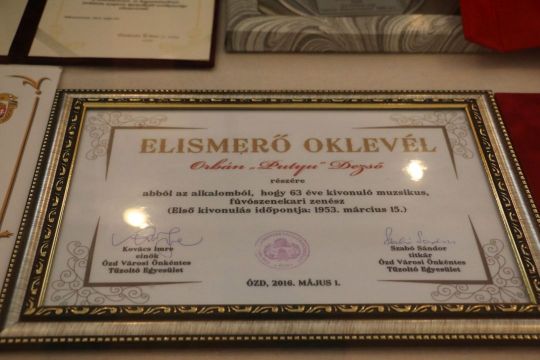 ELISMERŐ OKLEVÉL
Orbán „Putyu" Dezső
részére
abból az alkalomból, hogy 63 éve kivonuló muzsikus,
fúvószenekari zenész
(Első kivonulás időpontja: 1953. március 15.)
Kovács Imre
elnök
Ózd Városi Önkéntes
Tűzoltó Egyesület
Szabó Sándor
titkár
Ózd Városi Önkéntes
Tűzoltó Egyesület
ÓZD, 2016. MÁJUS 1.